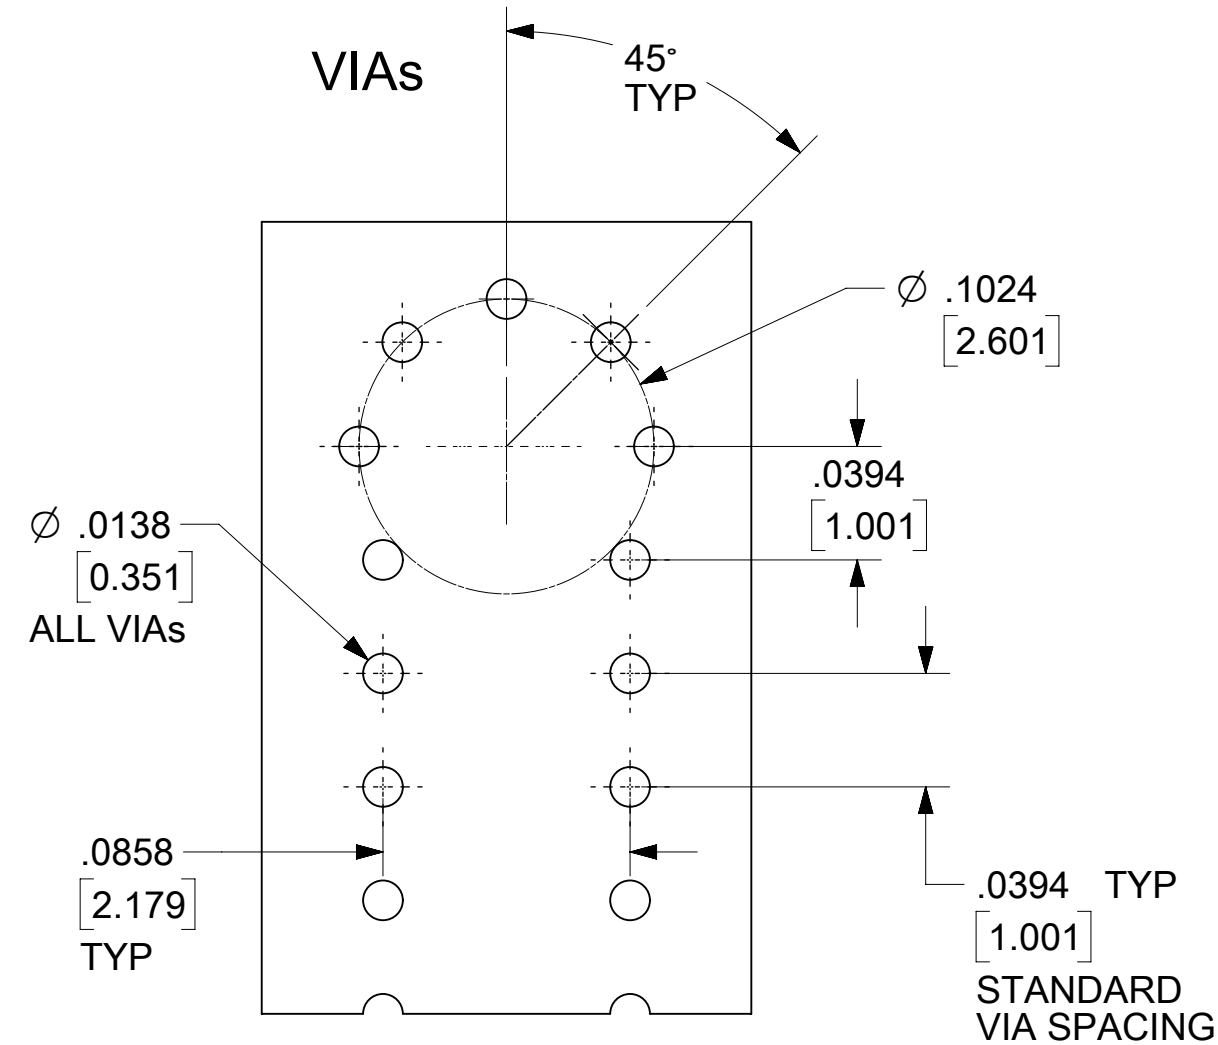 VIAs
45°
TYP
Ø .1024
[2.601]
.0394
[1.001]
Ø .0138
[0.351]
ALL VIAs
.0858
[2.179]
TYP
.0394 TYP
[1.001]
STANDARD
VIA SPACING